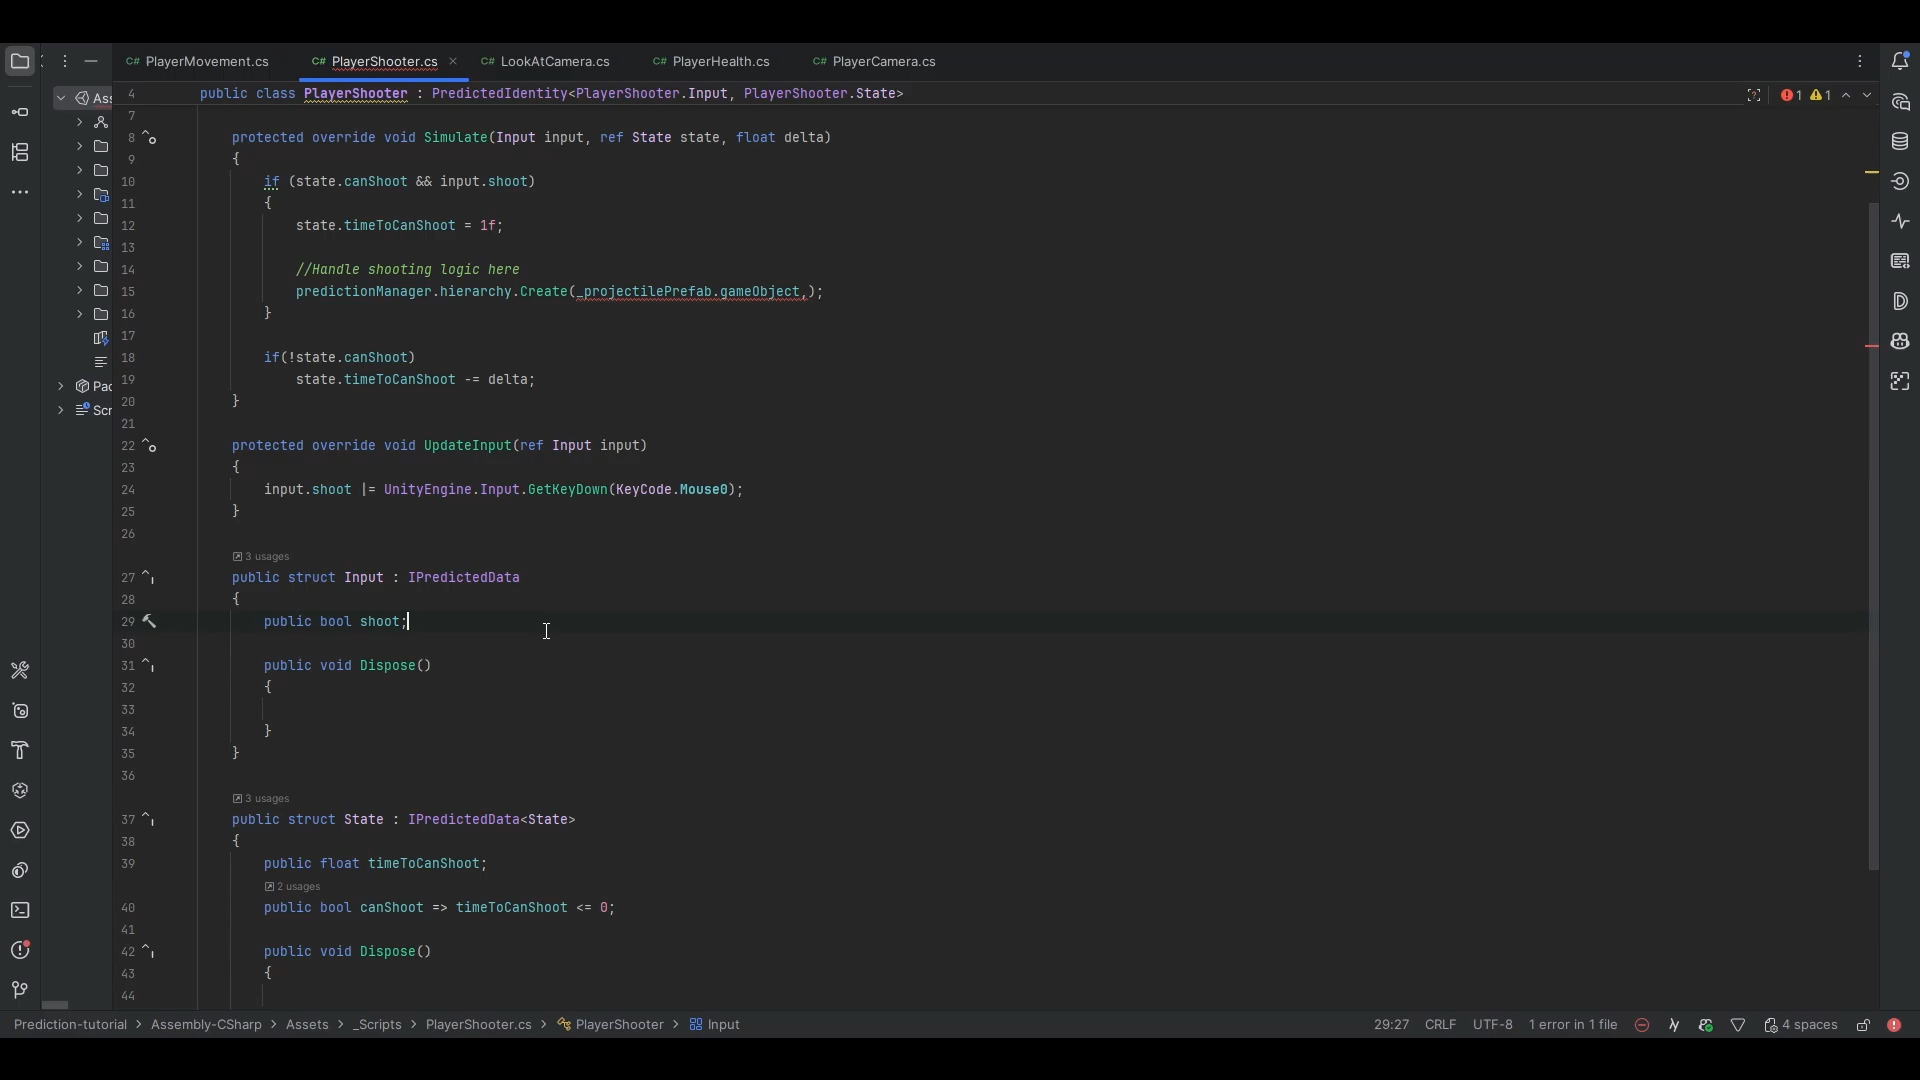 PlayerMovement.cs PlayerShooter.cs LookAtCamera.cs PlayerHealth.cs PlayerCamera.cs
Ass
4 public class PlayerShooter : PredictedIdentity<PlayerShooter.Input, PlayerShooter.State> 1 1
7
8 protected override void Simulate(Input input, ref State state, float delta)
9 {
10 if (state.canShoot && input.shoot)
11 {
12 state.timeToCanShoot = 1f;
13
14 //Handle shooting logic here
15 predictionManager.hierarchy.Create(_projectilePrefab.gameObject,);
16 }
17
18 if(!state.canShoot)
19 state.timeToCanShoot -= delta;
Pac
20 }
Scr
21
22 protected override void UpdateInput(ref Input input)
23 {
24 input.shoot |= UnityEngine.Input.GetKeyDown(KeyCode.Mouse0);
25 }
26
3 usages
27 public struct Input : IPredictedData
28 {
29 public bool shoot;
30
31 public void Dispose()
32 {
33
34 }
35 }
36
3 usages
37 public struct State : IPredictedData<State>
38 {
39 public float timeToCanShoot;
2 usages
40 public bool canShoot => timeToCanShoot <= 0;
41
42 public void Dispose()
43 {
44
Prediction-tutorial > Assembly-CSharp > Assets > _Scripts > PlayerShooter.cs > PlayerShooter > Input 29:27 CRLF UTF-8 1 error in 1 file 4 spaces